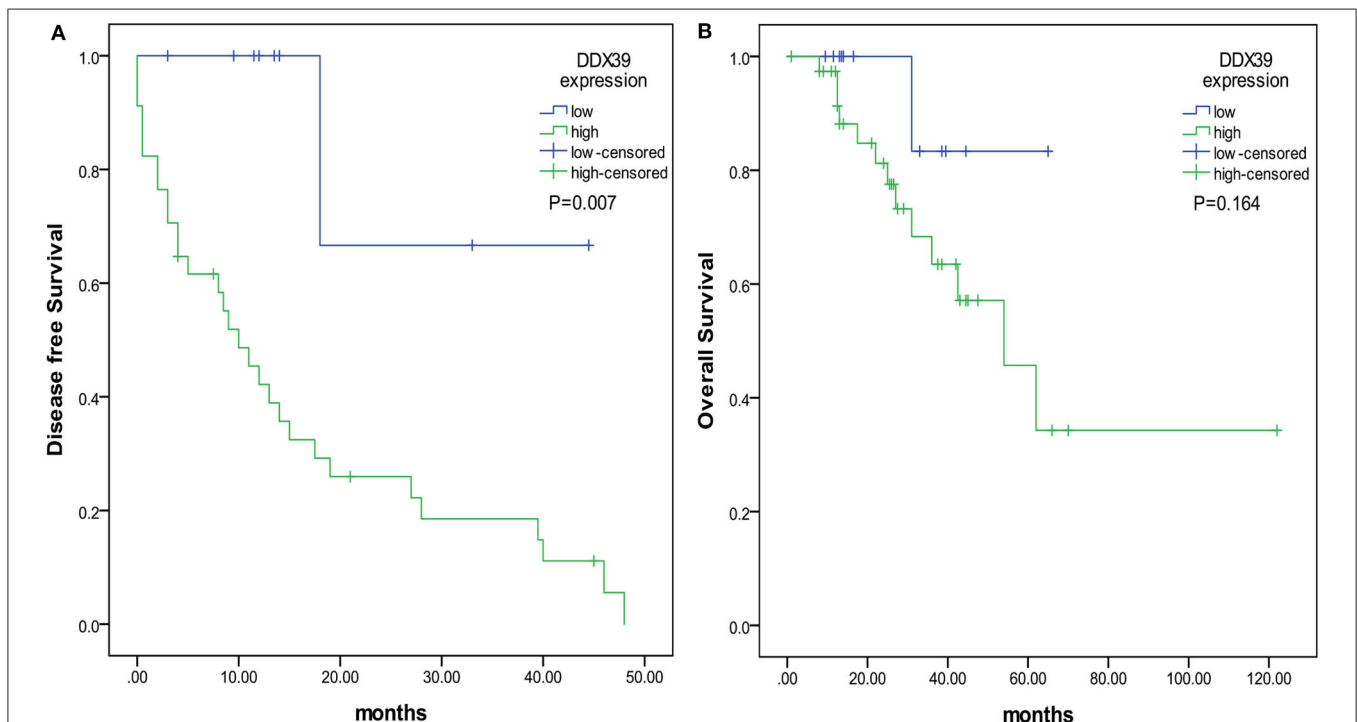 A
DDX39
expression
low
high
low-censored
high-censored
P=0.007
1.0
0.8
0.6
0.4
0.2
0.0
Disease free Survival
.00 10.00 20.00 30.00 40.00 50.00
months
B
DDX39
expression
low
high
low-censored
high-censored
P=0.164
1.0
0.8
0.6
0.4
0.2
0.0
Overall Survival
.00 20.00 40.00 60.00 80.00 100.00 120.00
months